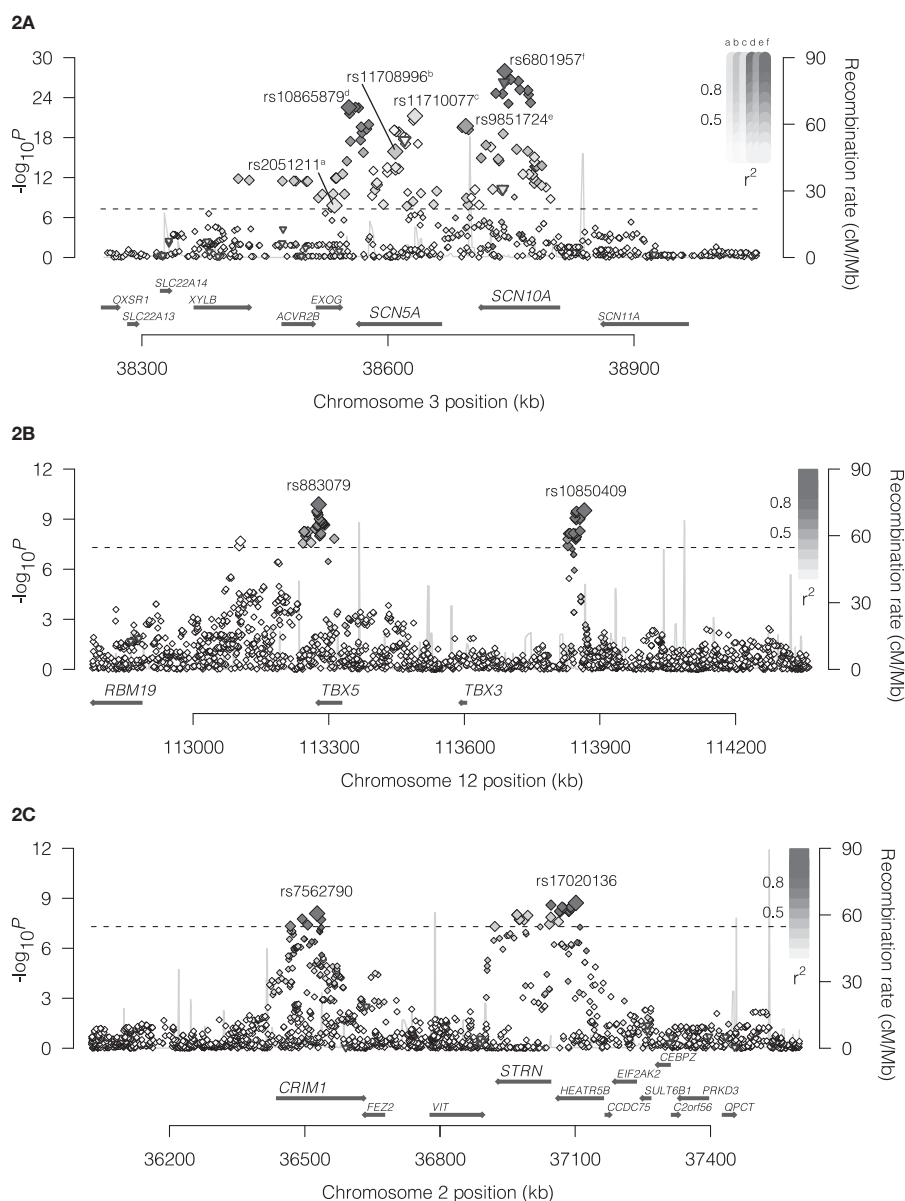 2A
a b c d e f
30
24
18
12
6
0
-log10P
rs6801957f
rs11708996b
rs10865879d
rs11710077c
rs9851724e
rs2051211a
0.8
0.5
r2
90
60
30
0
Recombination rate (cM/Mb)
SLC22A14
OXSR1
XYLB
EXOG
SCN5A
SCN10A
SLC22A13
ACVR2B
SCN11A
38300
38600
38900
Chromosome 3 position (kb)
2B
12
9
6
3
0
-log10P
rs883079
rs10850409
0.8
0.5
r2
90
60
30
0
Recombination rate (cM/Mb)
RBM19
TBX5
TBX3
113000
113300
113600
113900
114200
Chromosome 12 position (kb)
2C
12
9
6
3
0
-log10P
rs7562790
rs17020136
0.8
0.5
r2
90
60
30
0
Recombination rate (cM/Mb)
CEBPZ
STRN
EIF2AK2
CRIM1
HEATR5B
SULT6B1
PRKD3
FEZ2
VIT
CCDC75
C2orf56
QPCT
36200
36500
36800
37100
37400
Chromosome 2 position (kb)